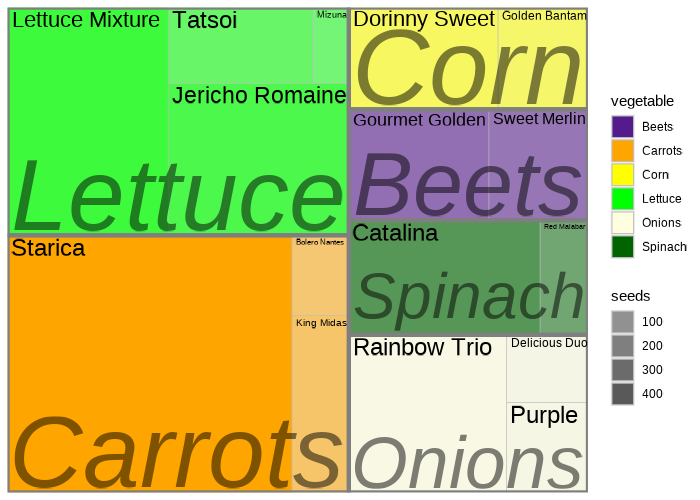 Lettuce Mixture
Tatsoi
Mizuna
Jericho Romaine
Lettuce
Dorinny Sweet
Golden Bantam
Corn
Gourmet Golden
Sweet Merlin
Beets
Starica
Bolero Nantes
King Midas
Carrots
Catalina
Red Malabar
Spinach
Rainbow Trio
Delicious Duo
Purple
Onions
vegetable
Beets
Carrots
Corn
Lettuce
Onions
Spinach
seeds
100
200
300
400